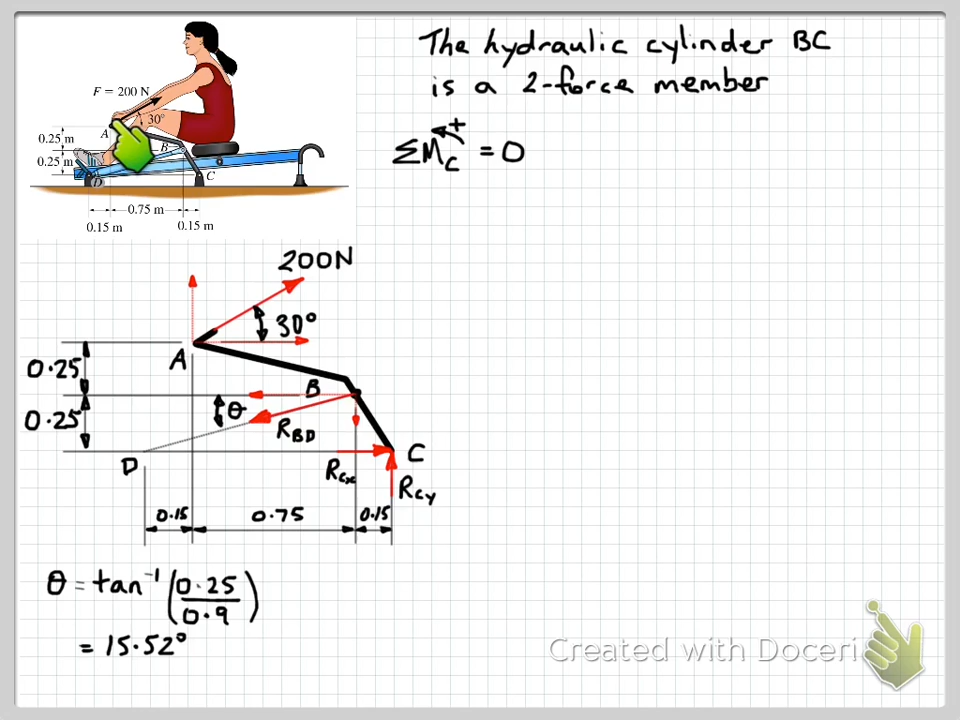 The hydraulic cylinder BC
is a 2-force member
ΣM_C + = 0
F = 200 N
30°
A
0.25 m
0.25 m
B
C
D
0.75 m
0.15 m
0.15 m
200N
30°
A
0.25
0.25
B
θ
R_BD
D
C
R_Cx
R_Cy
0.15
0.75
0.15
θ = tan⁻¹ (0.25/0.9)
= 15.52°
Created with Doceri